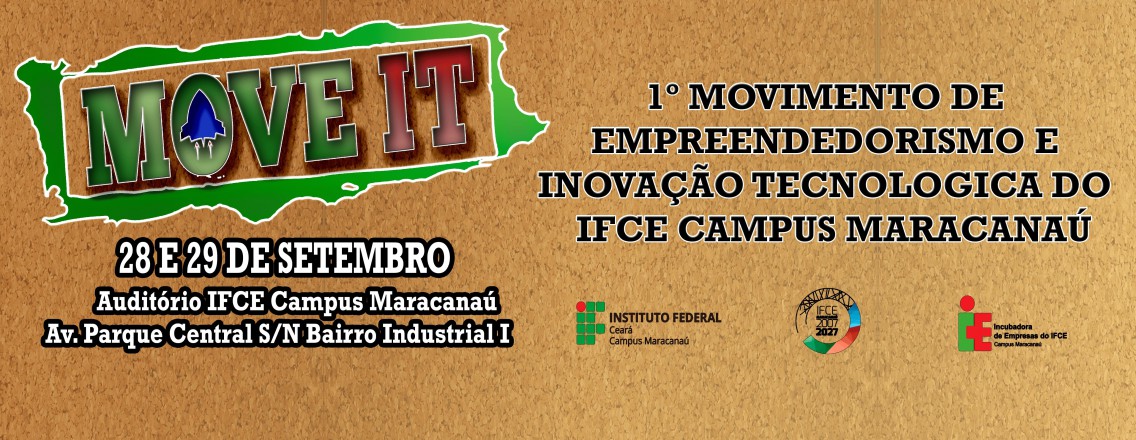 MOVE IT
28 E 29 DE SETEMBRO
Auditório IFCE Campus Maracanaú
Av. Parque Central S/N Bairro Industrial I
1º MOVIMENTO DE
EMPREENDEDORISMO E
INOVAÇÃO TECNOLOGICA DO
IFCE CAMPUS MARACANAÚ
INSTITUTO FEDERAL
Ceará
Campus Maracanaú
IFCE
2007
2027
Incubadora
de Empresas do IFCE
Campus Maracanaú